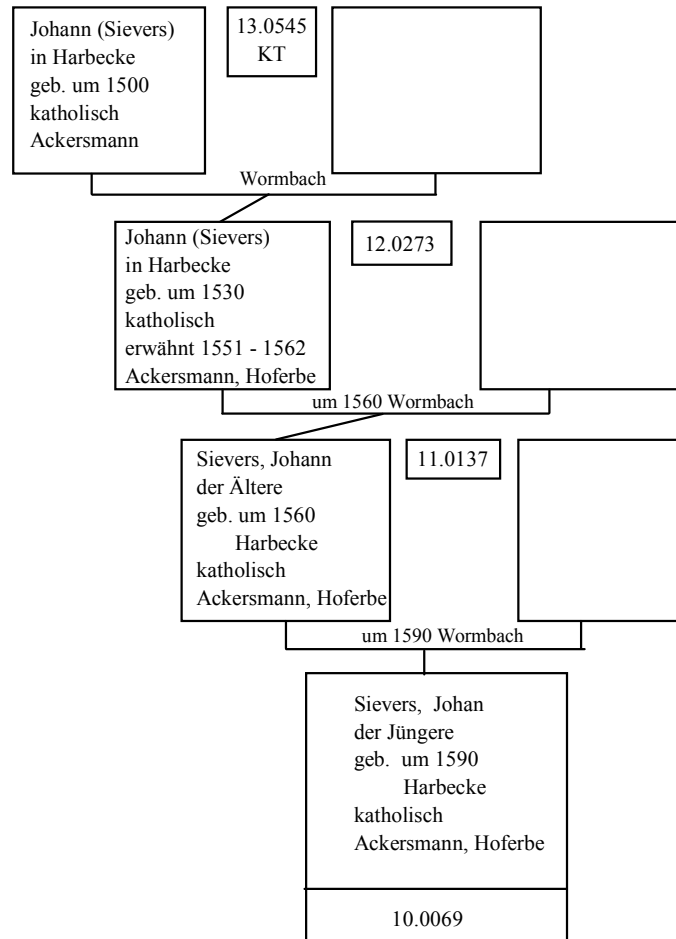 Johann (Sievers)
in Harbecke
geb. um 1500
katholisch
Ackersmann
13.0545
KT
Wormbach
Johann (Sievers)
in Harbecke
geb. um 1530
katholisch
erwähnt 1551 - 1562
Ackersmann, Hoferbe
12.0273
um 1560 Wormbach
Sievers, Johann
der Ältere
geb. um 1560
Harbecke
katholisch
Ackersmann, Hoferbe
11.0137
um 1590 Wormbach
Sievers, Johan
der Jüngere
geb. um 1590
Harbecke
katholisch
Ackersmann, Hoferbe
10.0069